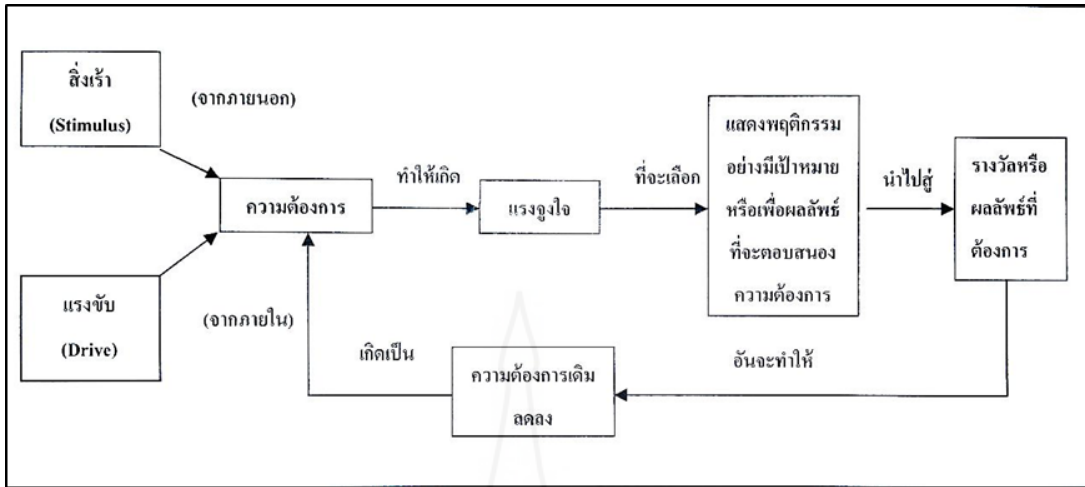 สิ่งเร้า
(Stimulus)
(จากภายนอก)
แรงขับ
(Drive)
(จากภายใน)
ความต้องการ
ทำให้เกิด
แรงจูงใจ
ที่จะเลือก
แสดงพฤติกรรม
อย่างมีเป้าหมาย
หรือเพื่อผลลัพธ์
ที่จะตอบสนอง
ความต้องการ
นำไปสู่
รางวัลหรือ
ผลลัพธ์ที่
ต้องการ
อันจะทำให้
ความต้องการเดิม
ลดลง
เกิดเป็น